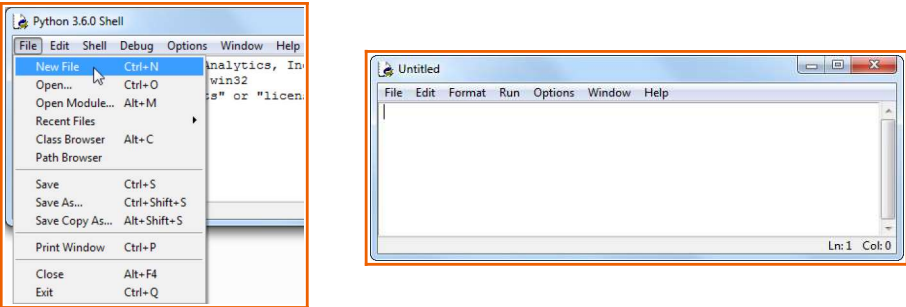 Python 3.6.0 Shell
File Edit Shell Debug Options Window Help
New File Ctrl+N
Open... Ctrl+O
Open Module... Alt+M
Recent Files
Class Browser Alt+C
Path Browser
Save Ctrl+S
Save As... Ctrl+Shift+S
Save Copy As... Alt+Shift+S
Print Window Ctrl+P
Close Alt+F4
Exit Ctrl+Q
nalytics, In
win32
s" or "licen
Untitled
File Edit Format Run Options Window Help
Ln: 1 Col: 0